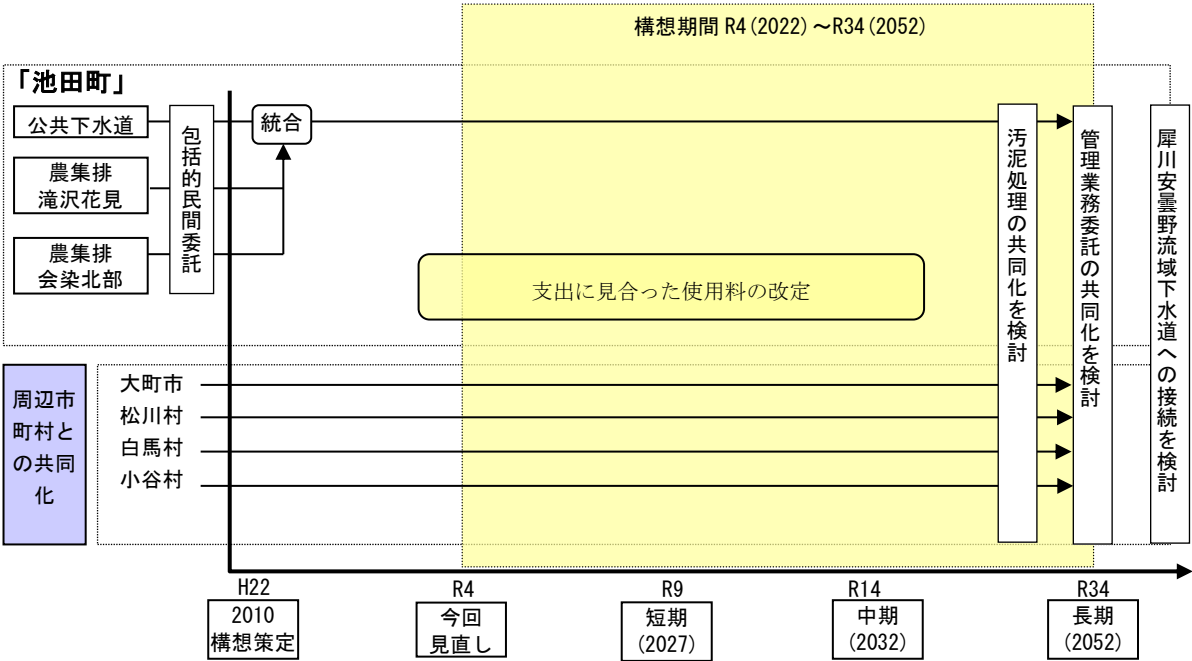 構想期間 R4(2022)～R34(2052)
「池田町」
公共下水道
農集排
滝沢花見
農集排
会染北部
包括的民間委託
統合
支出に見合った使用料の改定
汚泥処理の共同化を検討
管理業務委託の共同化を検討
犀川安曇野流域下水道への接続を検討
周辺市
町村と
の共同
化
大町市
松川村
白馬村
小谷村
H22
2010
構想策定
R4
今回
見直し
R9
短期
(2027)
R14
中期
(2032)
R34
長期
(2052)